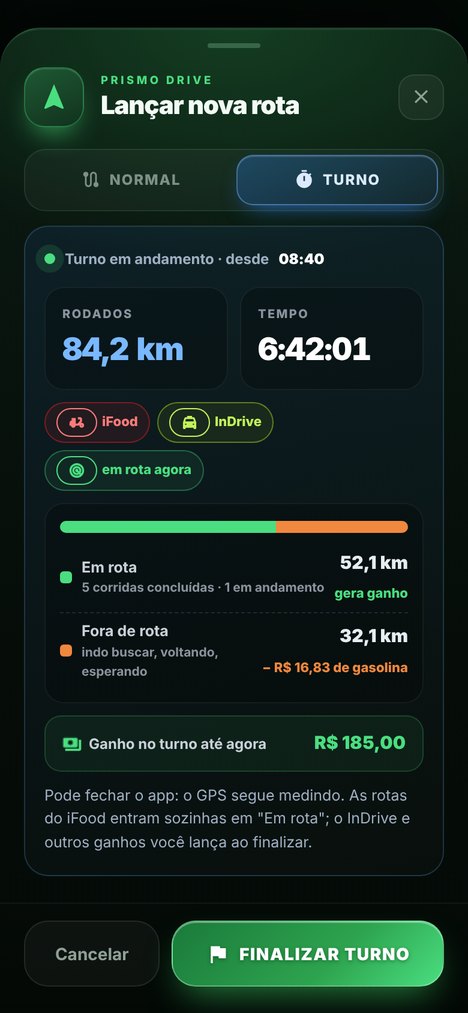 PRISMO DRIVE
Lançar nova rota
NORMAL
TURNO
Turno em andamento · desde 08:40
RODADOS
84,2 km
TEMPO
6:42:01
iFood
InDrive
em rota agora
Em rota
5 corridas concluídas · 1 em andamento
52,1 km
gera ganho
Fora de rota
indo buscar, voltando,
esperando
32,1 km
– R$ 16,83 de gasolina
Ganho no turno até agora
R$ 185,00
Pode fechar o app: o GPS segue medindo. As rotas
do iFood entram sozinhas em "Em rota"; o InDrive e
outros ganhos você lança ao finalizar.
Cancelar
FINALIZAR TURNO